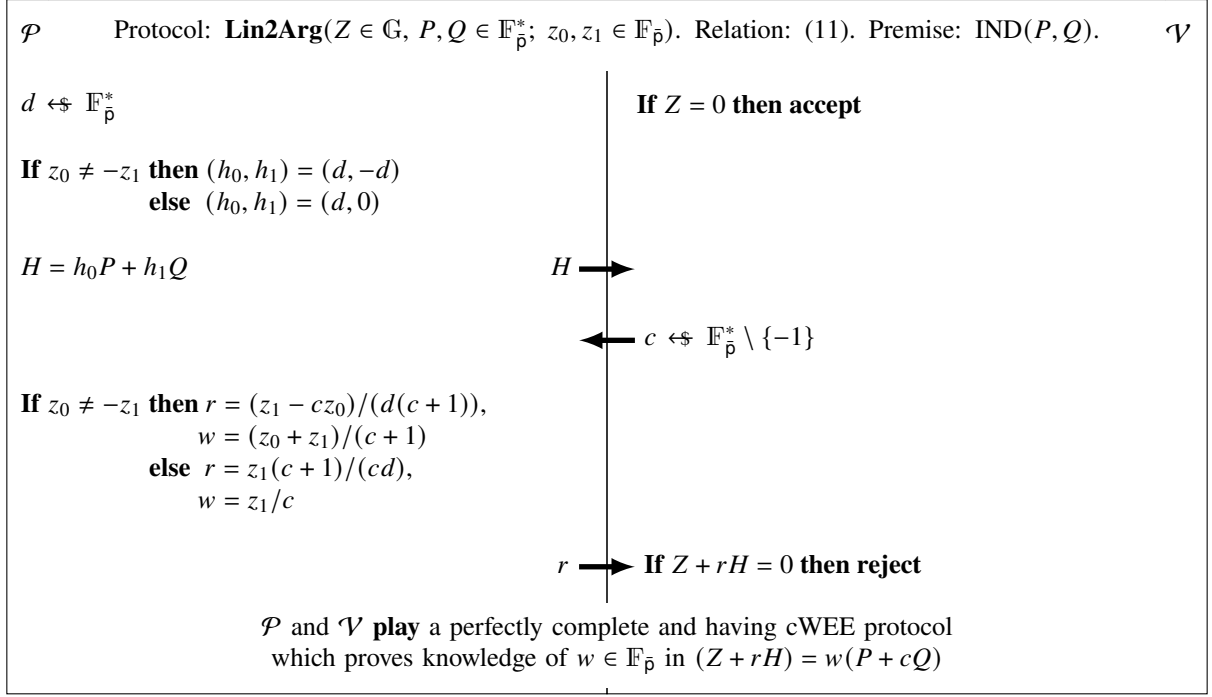 𝒫 Protocol: Lin2Arg(Z ∈ 𝔾, P, Q ∈ 𝔽*_p̄; z₀, z₁ ∈ 𝔽_p̄). Relation: (11). Premise: IND(P, Q). 𝒱
d ←$ 𝔽*_p̄
If Z = 0 then accept
If z₀ ≠ −z₁ then (h₀, h₁) = (d, −d)
else (h₀, h₁) = (d, 0)
H = h₀P + h₁Q
H
c ←$ 𝔽*_p̄ \ {−1}
If z₀ ≠ −z₁ then r = (z₁ − cz₀)/(d(c + 1)),
w = (z₀ + z₁)/(c + 1)
else r = z₁(c + 1)/(cd),
w = z₁/c
r
If Z + rH = 0 then reject
𝒫 and 𝒱 play a perfectly complete and having cWEE protocol
which proves knowledge of w ∈ 𝔽_p̄ in (Z + rH) = w(P + cQ)